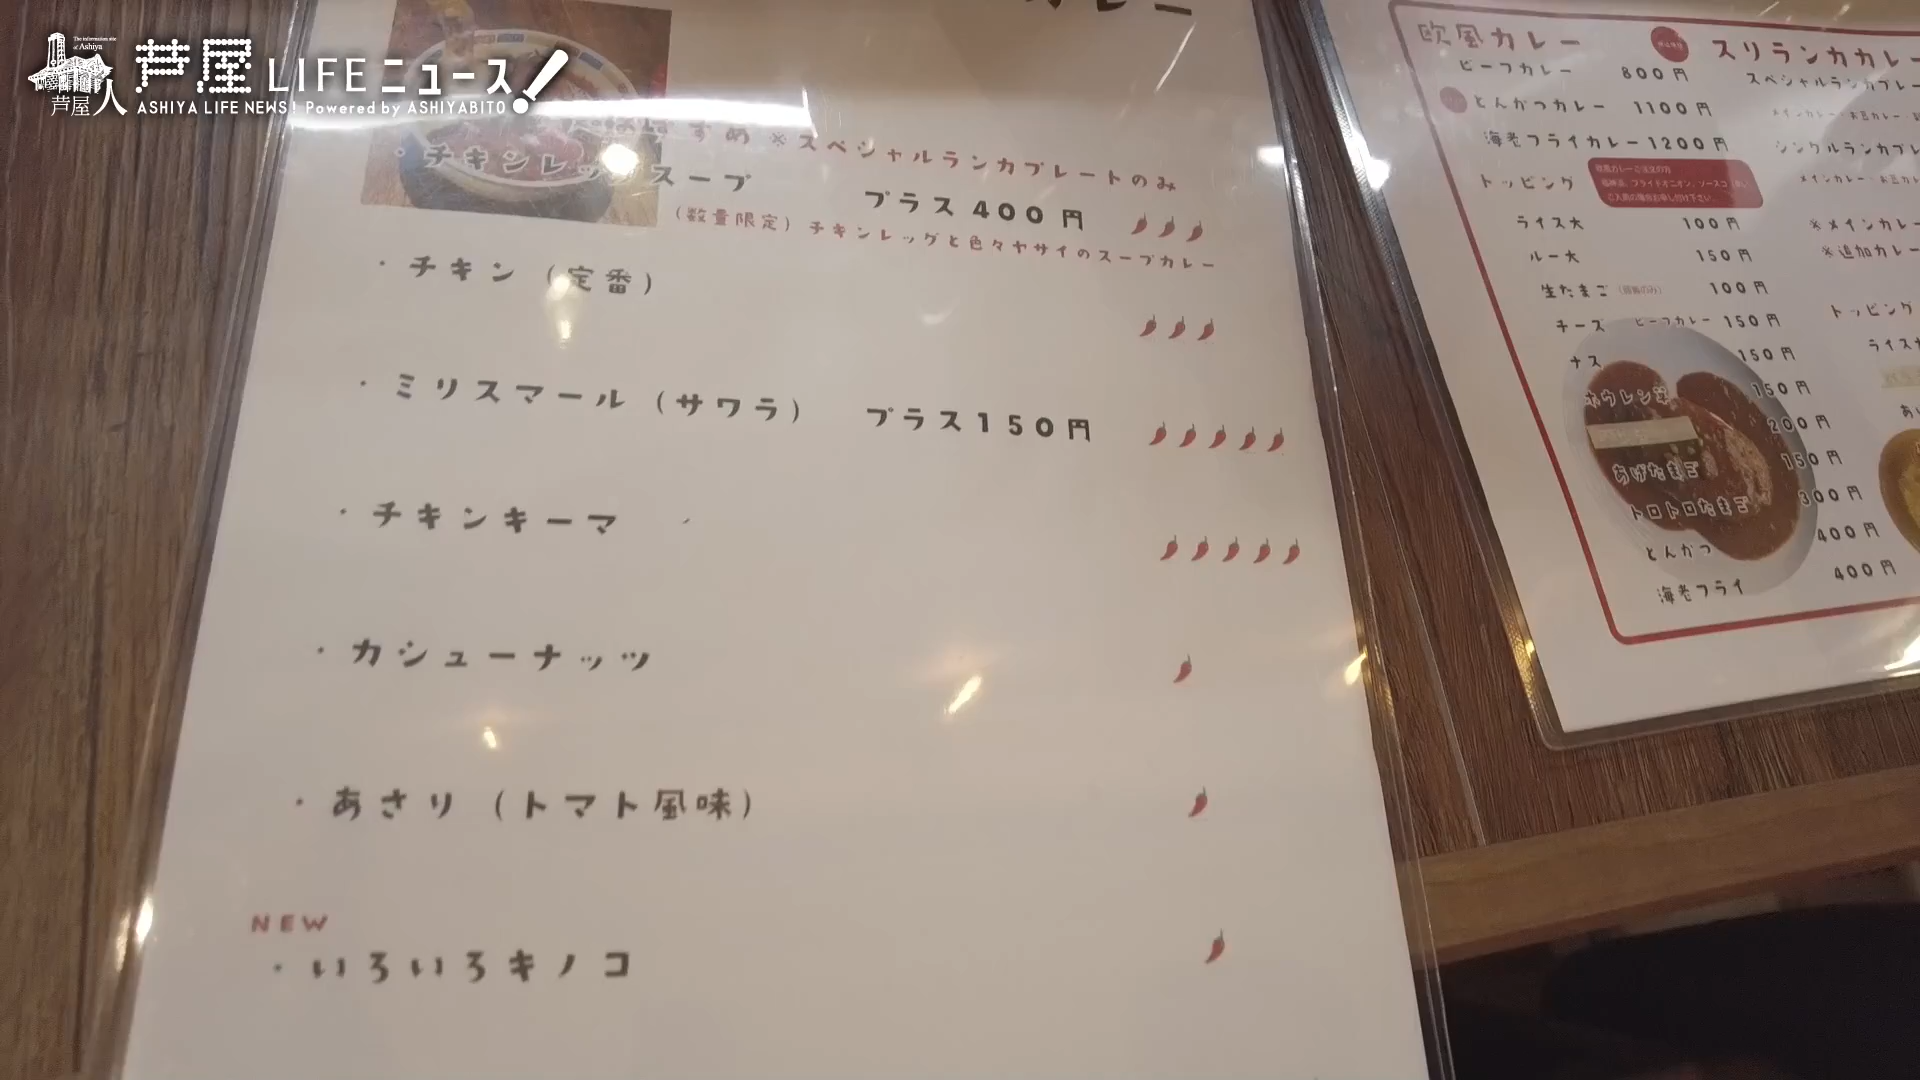 芦屋LIFEニュース!
ASHIYA LIFE NEWS! Powered by ASHIYABITO
The information site of Ashiya
芦屋人
カレー
すめ ※スペシャルランカプレートのみ
・チキンレッグスープ プラス400円
(数量限定) チキンレッグと色々ヤサイのスープカレー
・チキン (定番)
・ミリスマール (サワラ) プラス150円
・チキンキーマ
・カシューナッツ
・あさり (トマト風味)
NEW
・いろいろキノコ
欧風カレー
ビーフカレー 800円
とんかつカレー 1100円
海老フライカレー 1200円
トッピング
ライス大 100円
ルー大 150円
生たまご 100円
チーズ ビーフカレー 150円
ナス 150円
ホウレン草 150円
200円
あげたまご 150円
トロトロたまご 300円
とんかつ 400円
海老フライ 400円
スリランカカレー
スペシャルランカプレー
シングルランカプレ
※メインカレー
※追加カレー
トッピング
ライス